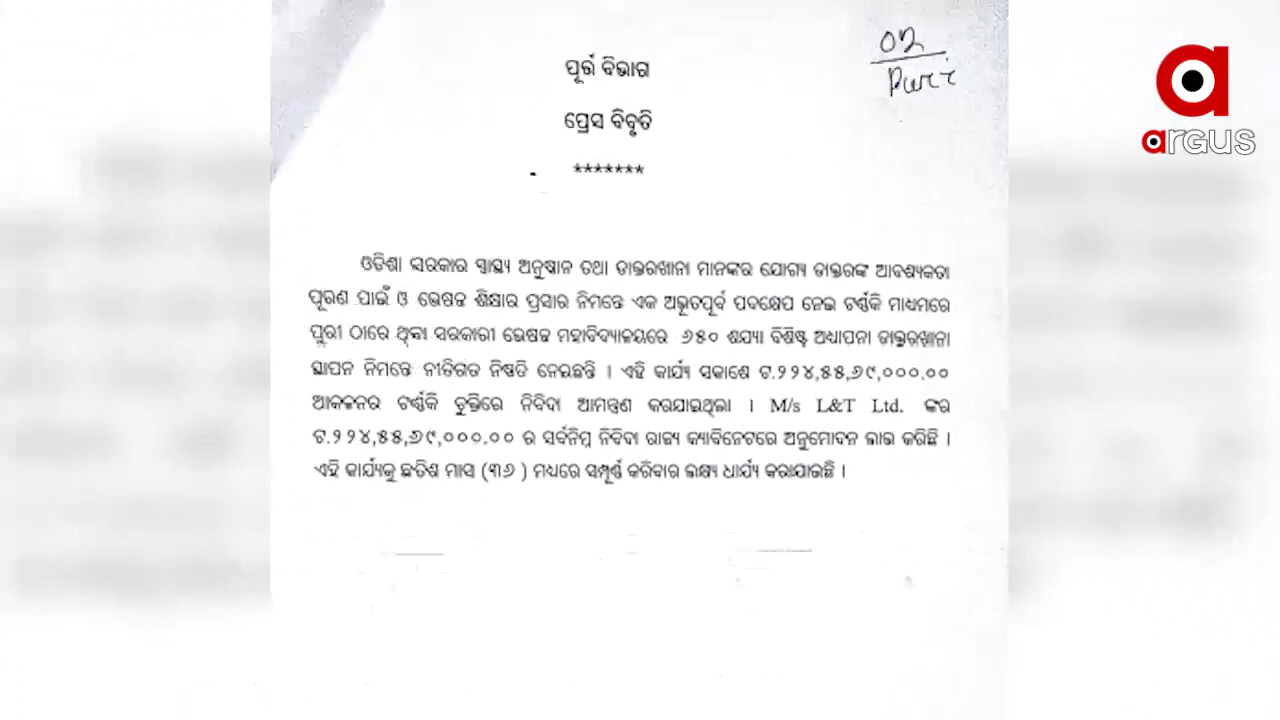 ପୂର୍ତ୍ତ ବିଭାଗ
ପ୍ରେସ ବିବୃତି
*******
02
Puri
argus
ଓଡିଶା ସରକାର ସ୍ୱାସ୍ଥ୍ୟ ଅନୁଷ୍ଠାନ ତଥା ଡାକ୍ତରଖାନା ମାନଙ୍କର ଯୋଗ୍ୟ ଡାକ୍ତରଙ୍କ ଆବଶ୍ୟକତା
ପୂରଣ ପାଇଁ ଓ ଭେଷଜ ଶିକ୍ଷାର ପ୍ରସାର ନିମନ୍ତେ ଏକ ଅଭୂତପୂର୍ବ ପଦକ୍ଷେପ ନେଇ ଟର୍ଣ୍ଣକି ମାଧ୍ୟମରେ
ପୁରୀ ଠାରେ ଥିବା ସରକାରୀ ଭେଷଜ ମହାବିଦ୍ୟାଳୟରେ ୬୫୦ ଶଯ୍ୟା ବିଶିଷ୍ଟ ଅଧ୍ୟାପନା ଡାକ୍ତରଖାନା
ସ୍ଥାପନ ନିମନ୍ତେ ନୀତିଗତ ନିଷ୍ପତି ନେଇଛନ୍ତି । ଏହି କାର୍ଯ୍ୟ ସକାଶେ ଟ.୨୨୪,୫୫,୬୯,୦୦୦.୦୦
ଆକଳନର ଟର୍ଣ୍ଣକି ଚୁକ୍ତିରେ ନିବିଦା ଆମନ୍ତ୍ରଣ କରଯାଇଥିଲା । M/s L&T Ltd. ଙ୍କର
ଟ.୨୨୪,୫୫,୬୯,୦୦୦.୦୦ ର ସର୍ବନିମ୍ନ ନିବିଦା ରାଜ୍ୟ କ୍ୟାବିନେଟରେ ଅନୁମୋଦନ ଲାଭ କରିଛି ।
ଏହି କାର୍ଯ୍ୟକୁ ଛତିଶ ମାସ (୩୬ ) ମଧ୍ୟରେ ସମ୍ପୂର୍ଣ୍ଣ କରିବାର ଲକ୍ଷ୍ୟ ଧାର୍ଯ୍ୟ କରାଯାଇଛି ।